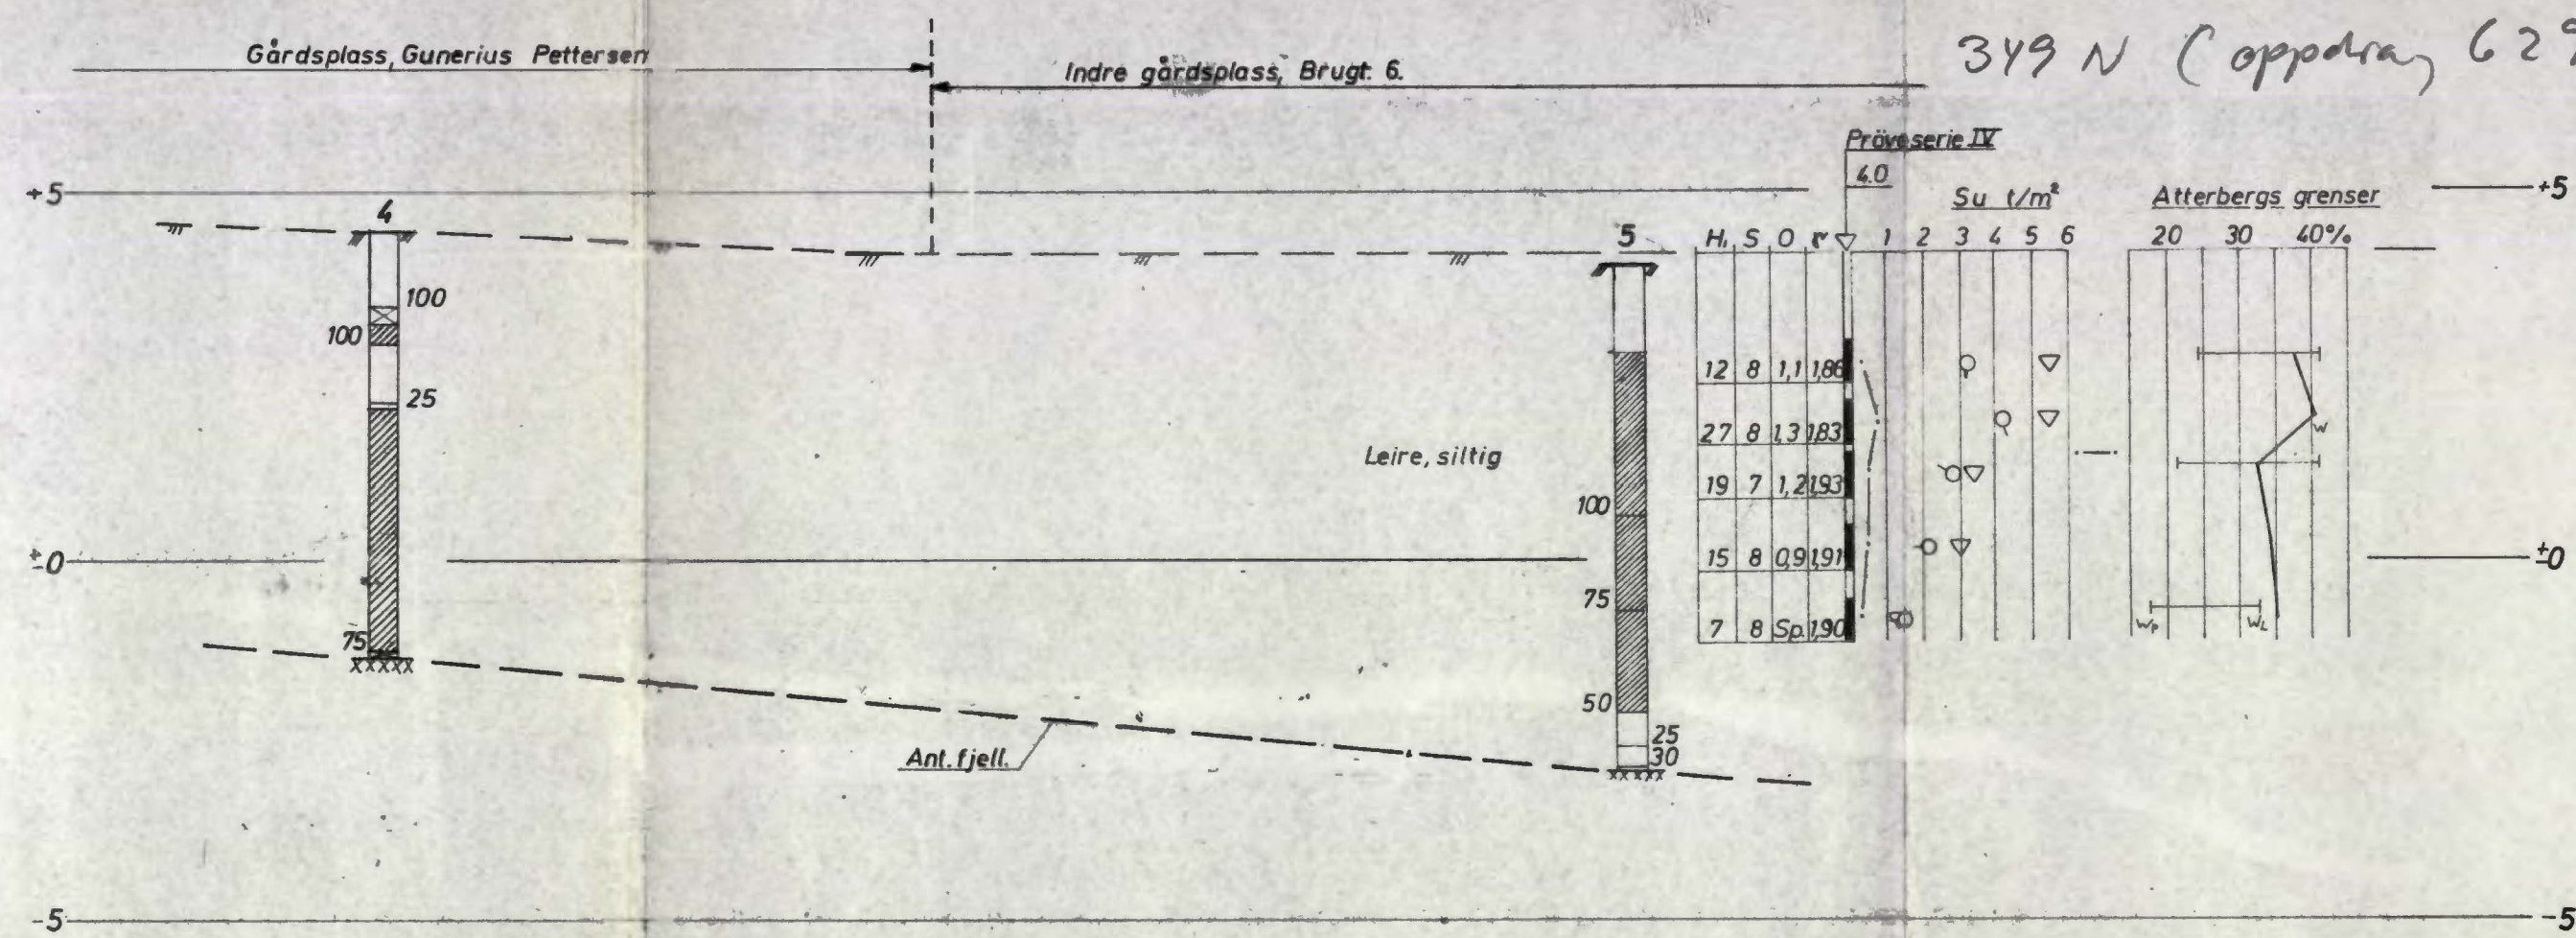 349 N (oppdrag 629
Gårdsplass, Gunerius Pettersen
Indre gårdsplass, Brugt. 6.
Prøveserie IV
4.0
+5
+5
Su t/m²
Atterbergs grenser
4
5
H₁ S O γ
1 2 3 4 5 6
20 30 40%
100
100
25
75
12 8 1,1 1,86
27 8 1,3 1,83
19 7 1,2 1,93
15 8 0,9 1,91
7 8 Sp. 1,90
W
Wp
WL
Leire, siltig
100
75
50
25
30
±0
±0
Ant. fjell.
-5
-5